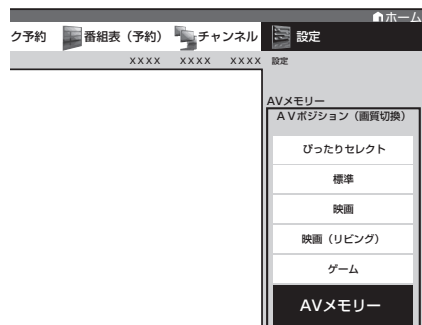 ホーム
ク予約 番組表（予約） チャンネル 設定
XXXX XXXX XXXX 設定
AVメモリー
ＡＶポジション（画質切換）
ぴったりセレクト
標準
映画
映画（リビング）
ゲーム
AVメモリー